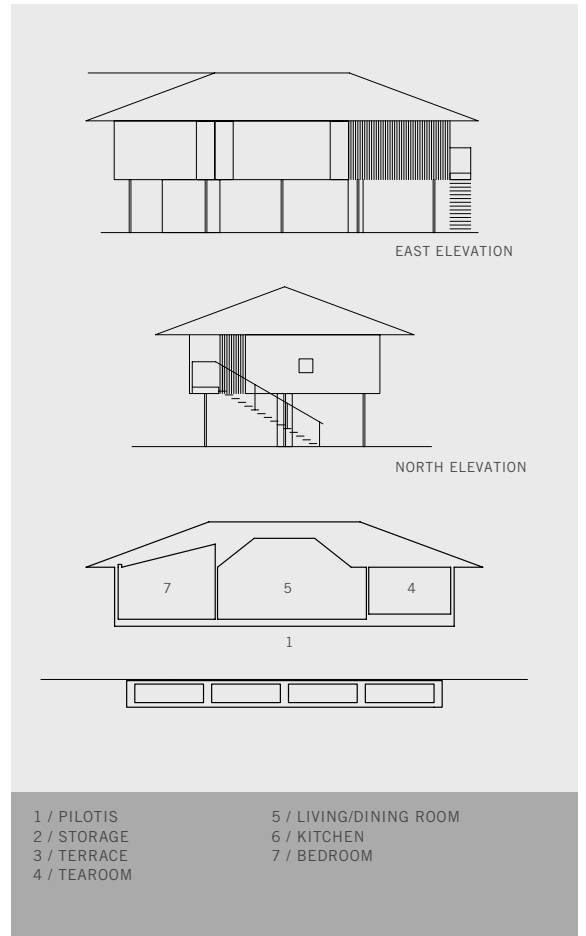 EAST ELEVATION
NORTH ELEVATION
7
5
4
1
1 / PILOTIS
2 / STORAGE
3 / TERRACE
4 / TEAROOM
5 / LIVING/DINING ROOM
6 / KITCHEN
7 / BEDROOM